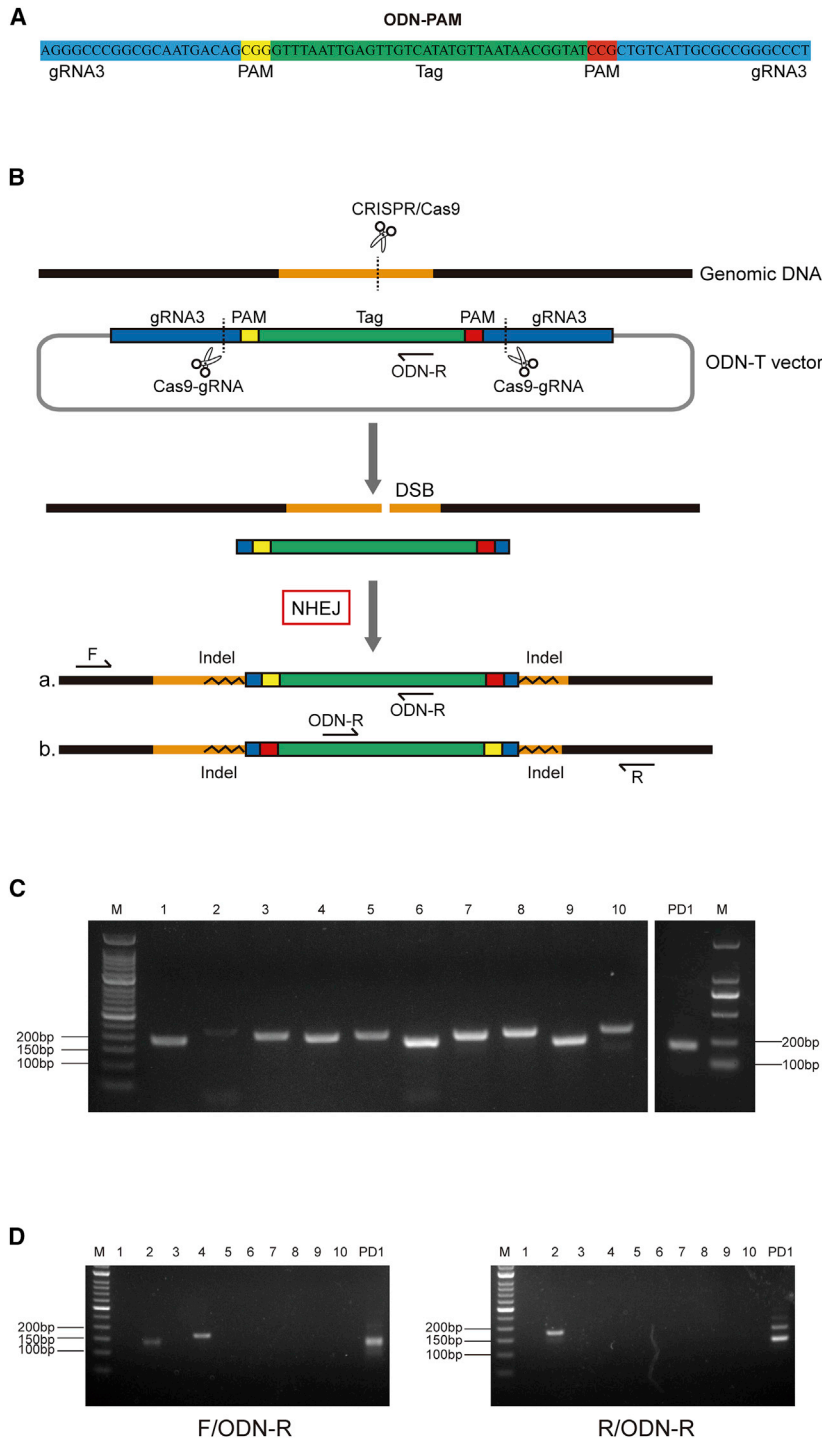 A
ODN-PAM
AGGGCCCGGCGCAATGACAGCGGGTTTAATTGAGTTGTCATATGTTAATAACGGTATCCGCTGTCATTGCGCCGGGCCCT
gRNA3 PAM Tag PAM gRNA3
B
CRISPR/Cas9
Genomic DNA
gRNA3 PAM Tag PAM gRNA3
ODN-R
ODN-T vector
Cas9-gRNA Cas9-gRNA
DSB
NHEJ
F Indel Indel
a.
ODN-R
ODN-R
b.
Indel Indel R
C
M 1 2 3 4 5 6 7 8 9 10 PD1 M
200bp 200bp
150bp
100bp 100bp
D
M 1 2 3 4 5 6 7 8 9 10 PD1 M 1 2 3 4 5 6 7 8 9 10 PD1
200bp 200bp
150bp 150bp
100bp 100bp
F/ODN-R R/ODN-R